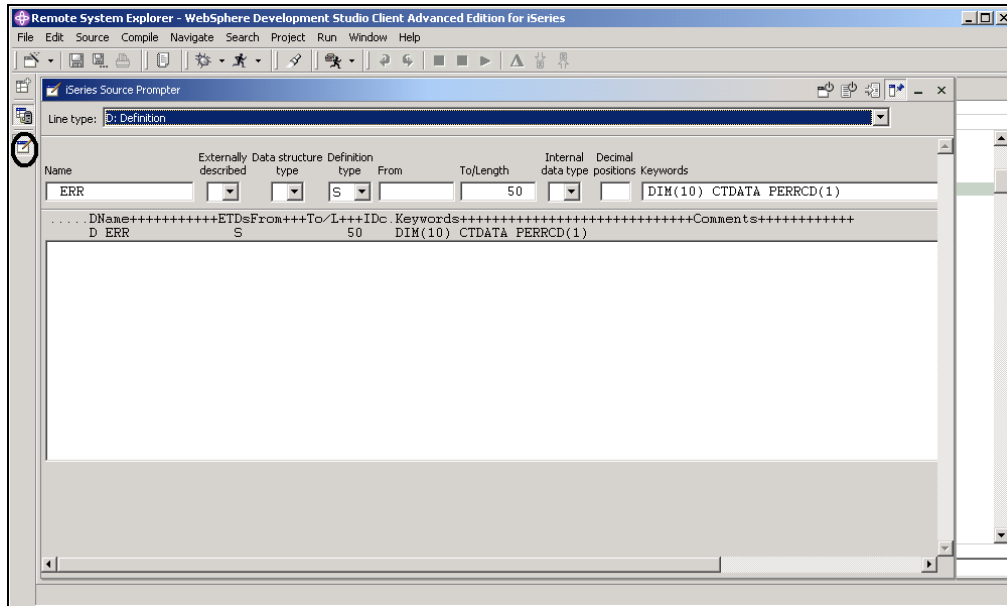 Remote System Explorer - WebSphere Development Studio Client Advanced Edition for iSeries
File Edit Source Compile Navigate Search Project Run Window Help
iSeries Source Prompter
Line type: D: Definition
Name Externally described Data structure type Definition type From To/Length Internal data type Decimal positions Keywords
ERR S 50 DIM(10) CTDATA PERRCD(1)
.....DName+++++++++++ETDsFrom+++To/L+++IDc.Keywords+++++++++++++++++++++++++++++Comments++++++++++++
D ERR S 50 DIM(10) CTDATA PERRCD(1)